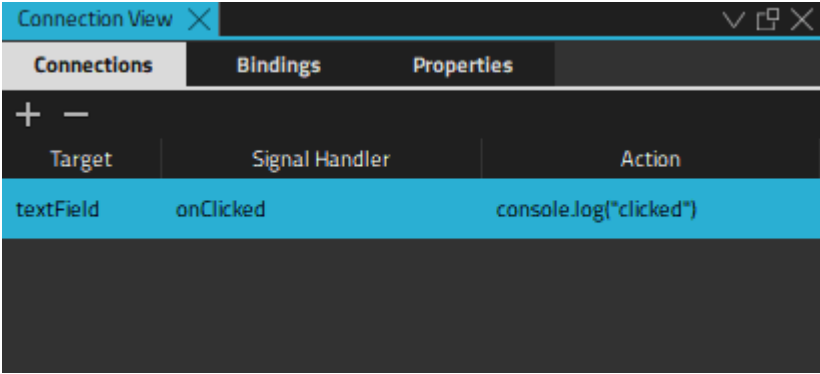 Connection View
Connections Bindings Properties
Target Signal Handler Action
textField onClicked console.log("clicked")